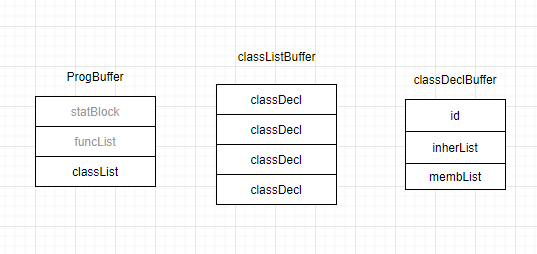 ProgBuffer
statBlock
funcList
classList
classListBuffer
classDecl
classDecl
classDecl
classDecl
classDeclBuffer
id
inherList
membList